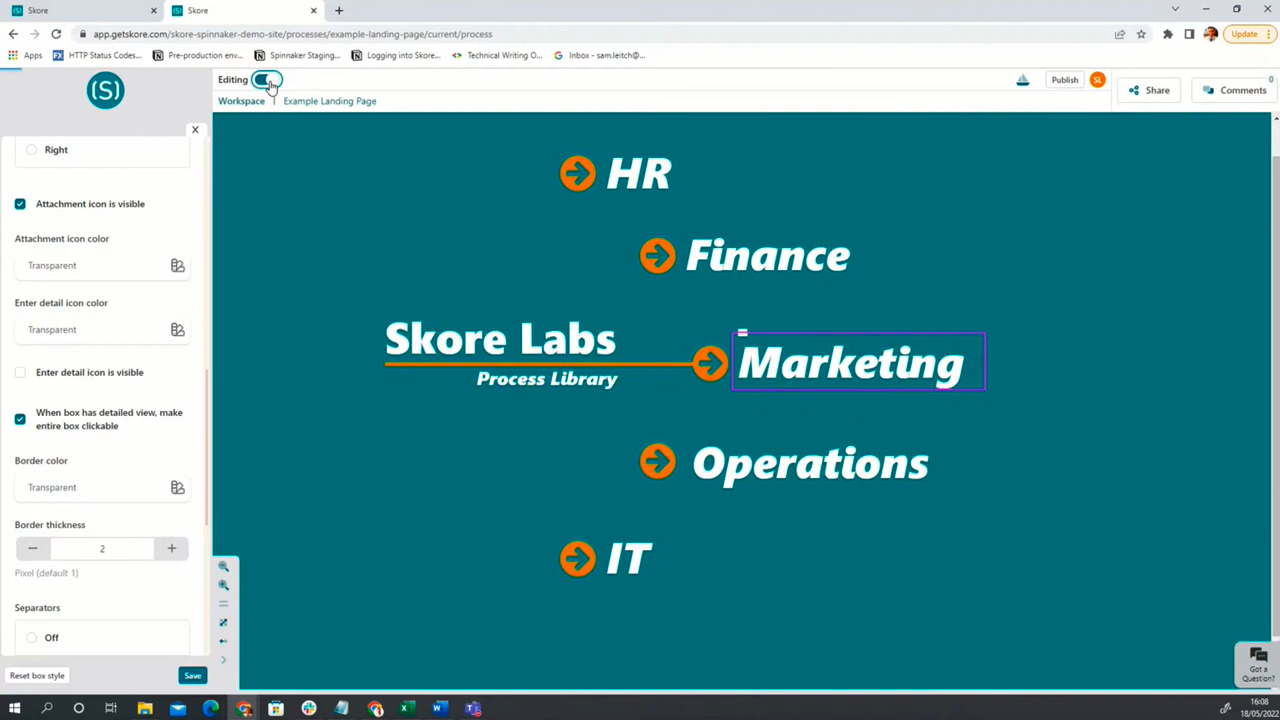 Skore
Skore
app.getskore.com/skore-spinnaker-demo-site/processes/example-landing-page/current/process
Update
Apps
HTTP Status Codes...
Pre-production env...
Spinnaker Staging...
Logging into Skore...
Technical Writing O...
Inbox - sam.leitch@...
(S)
Editing
Publish
SL
Workspace
Example Landing Page
Share
Comments
0
X
Right
Attachment icon is visible
Attachment icon color
Transparent
Enter detail icon color
Transparent
Enter detail icon is visible
When box has detailed view, make
entire box clickable
Border color
Transparent
Border thickness
2
Pixel (default 1)
Separators
Off
Reset box style
Save
HR
Finance
Skore Labs
Process Library
Marketing
Operations
IT
Got a
Question?
16:08
18/05/2022